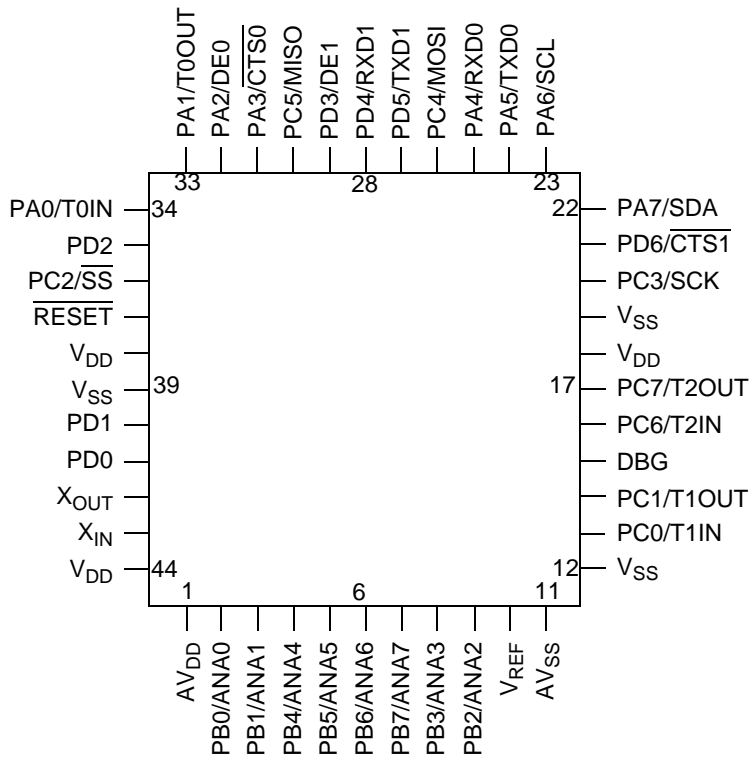 PA1/T0OUT
PA2/DE0
PA3/C̅T̅S̅0̅
PC5/MISO
PD3/DE1
PD4/RXD1
PD5/TXD1
PC4/MOSI
PA4/RXD0
PA5/TXD0
PA6/SCL
33
28
23
PA0/T0IN
34
22
PA7/SDA
PD2
PD6/C̅T̅S̅1̅
PC2/S̅S̅
PC3/SCK
R̅E̅S̅E̅T̅
VSS
VDD
VDD
VSS
39
17
PC7/T2OUT
PD1
PC6/T2IN
PD0
DBG
XOUT
PC1/T1OUT
XIN
PC0/T1IN
VDD
44
12
VSS
1
6
11
AVDD
PB0/ANA0
PB1/ANA1
PB4/ANA4
PB5/ANA5
PB6/ANA6
PB7/ANA7
PB3/ANA3
PB2/ANA2
VREF
AVSS